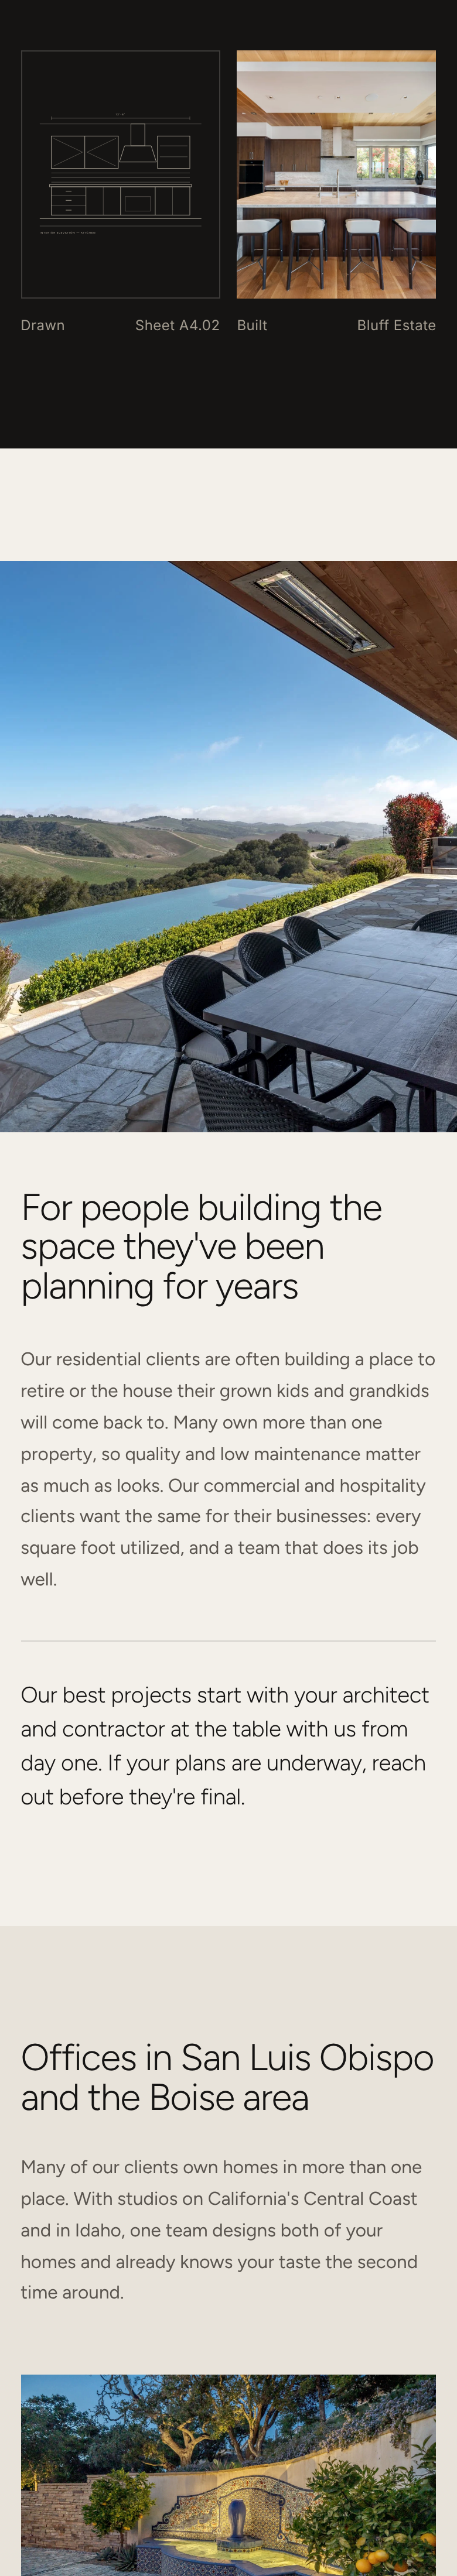 Drawn
Sheet A4.02
Built
Bluff Estate
For people building the
space they've been
planning for years
Our residential clients are often building a place to
retire or the house their grown kids and grandkids
will come back to. Many own more than one
property, so quality and low maintenance matter
as much as looks. Our commercial and hospitality
clients want the same for their businesses: every
square foot utilized, and a team that does its job
well.
Our best projects start with your architect
and contractor at the table with us from
day one. If your plans are underway, reach
out before they're final.
Offices in San Luis Obispo
and the Boise area
Many of our clients own homes in more than one
place. With studios on California's Central Coast
and in Idaho, one team designs both of your
homes and already knows your taste the second
time around.